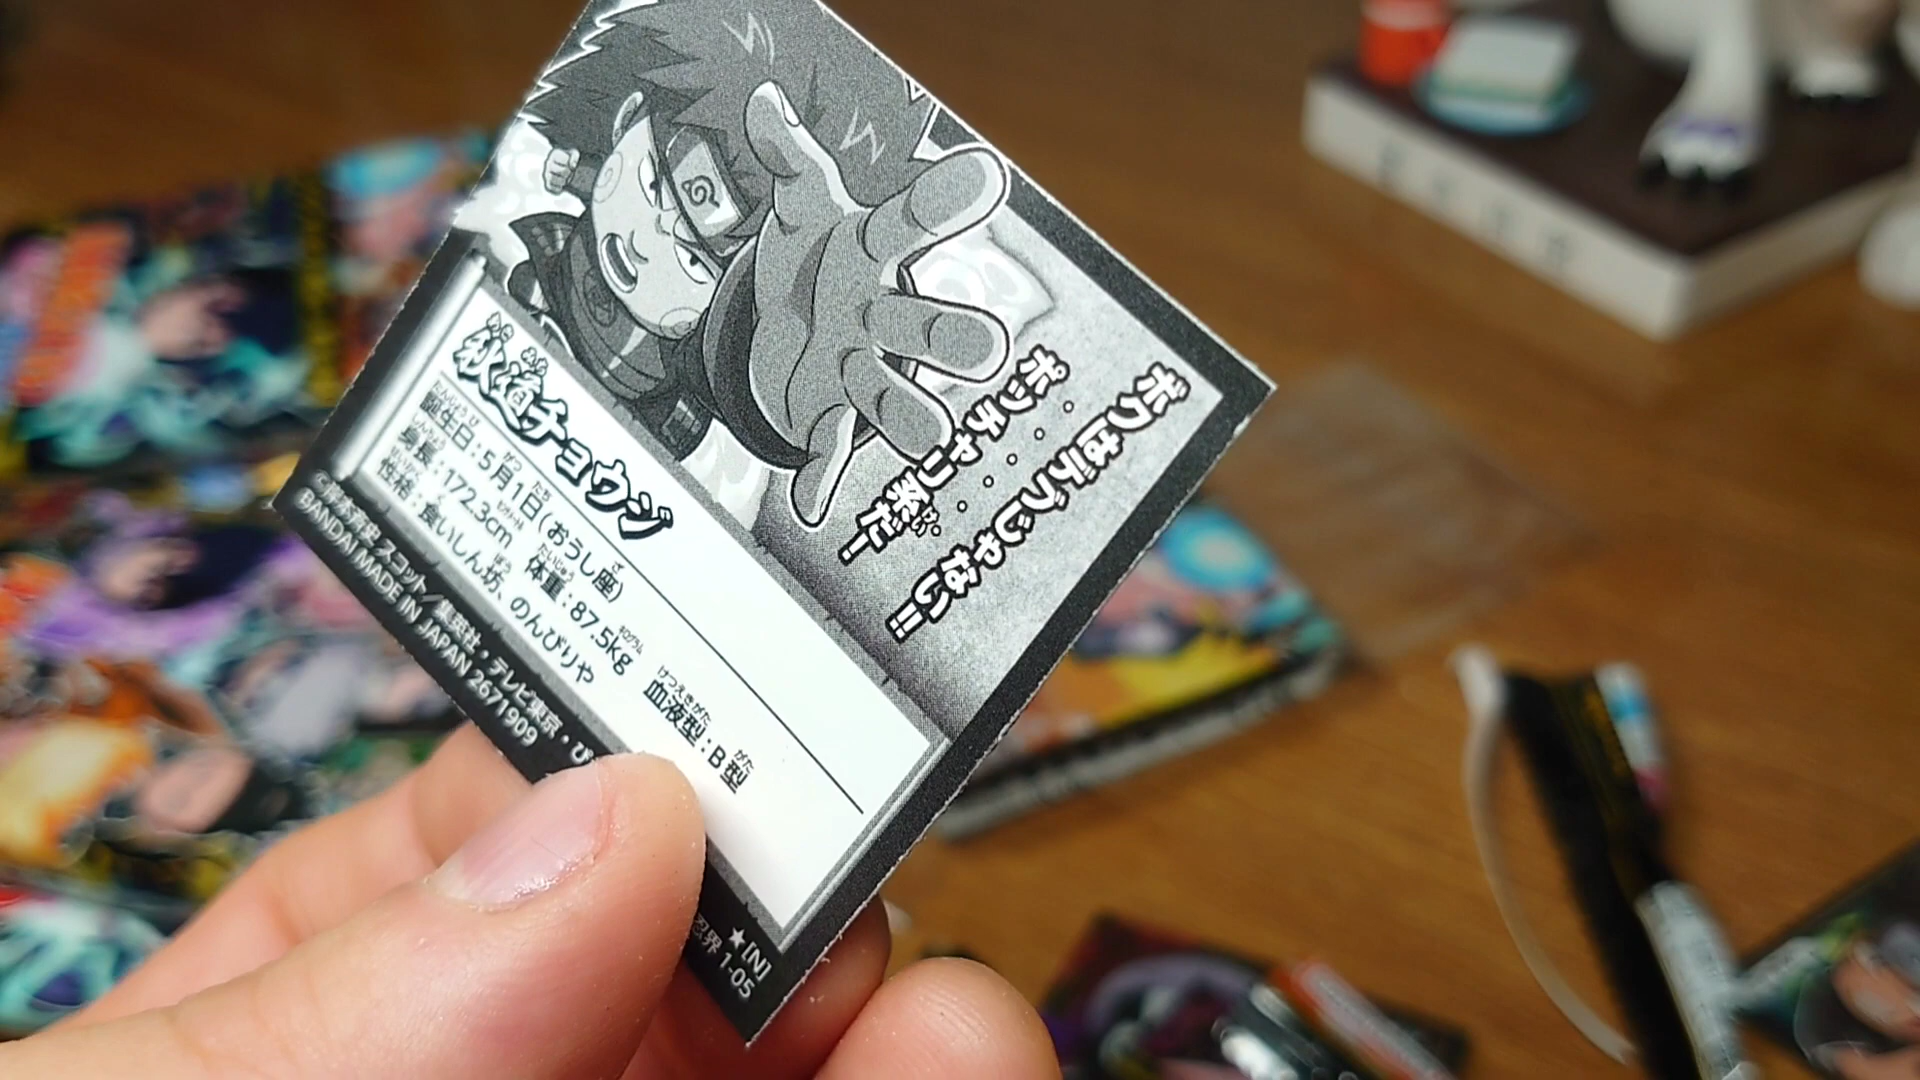 ボクはデブじゃない!!
ポッチャリ系だ!
秋道チョウジ
誕生日:5月1日(おうし座)
身長:172.3cm 体重:87.5kg 血液型:B型
性格:食いしん坊、のんびりや
©岸本斉史 スコット/集英社・テレビ東京・ぴ
BANDAI MADE IN JAPAN 2671909
★[N]
忍界 1-05